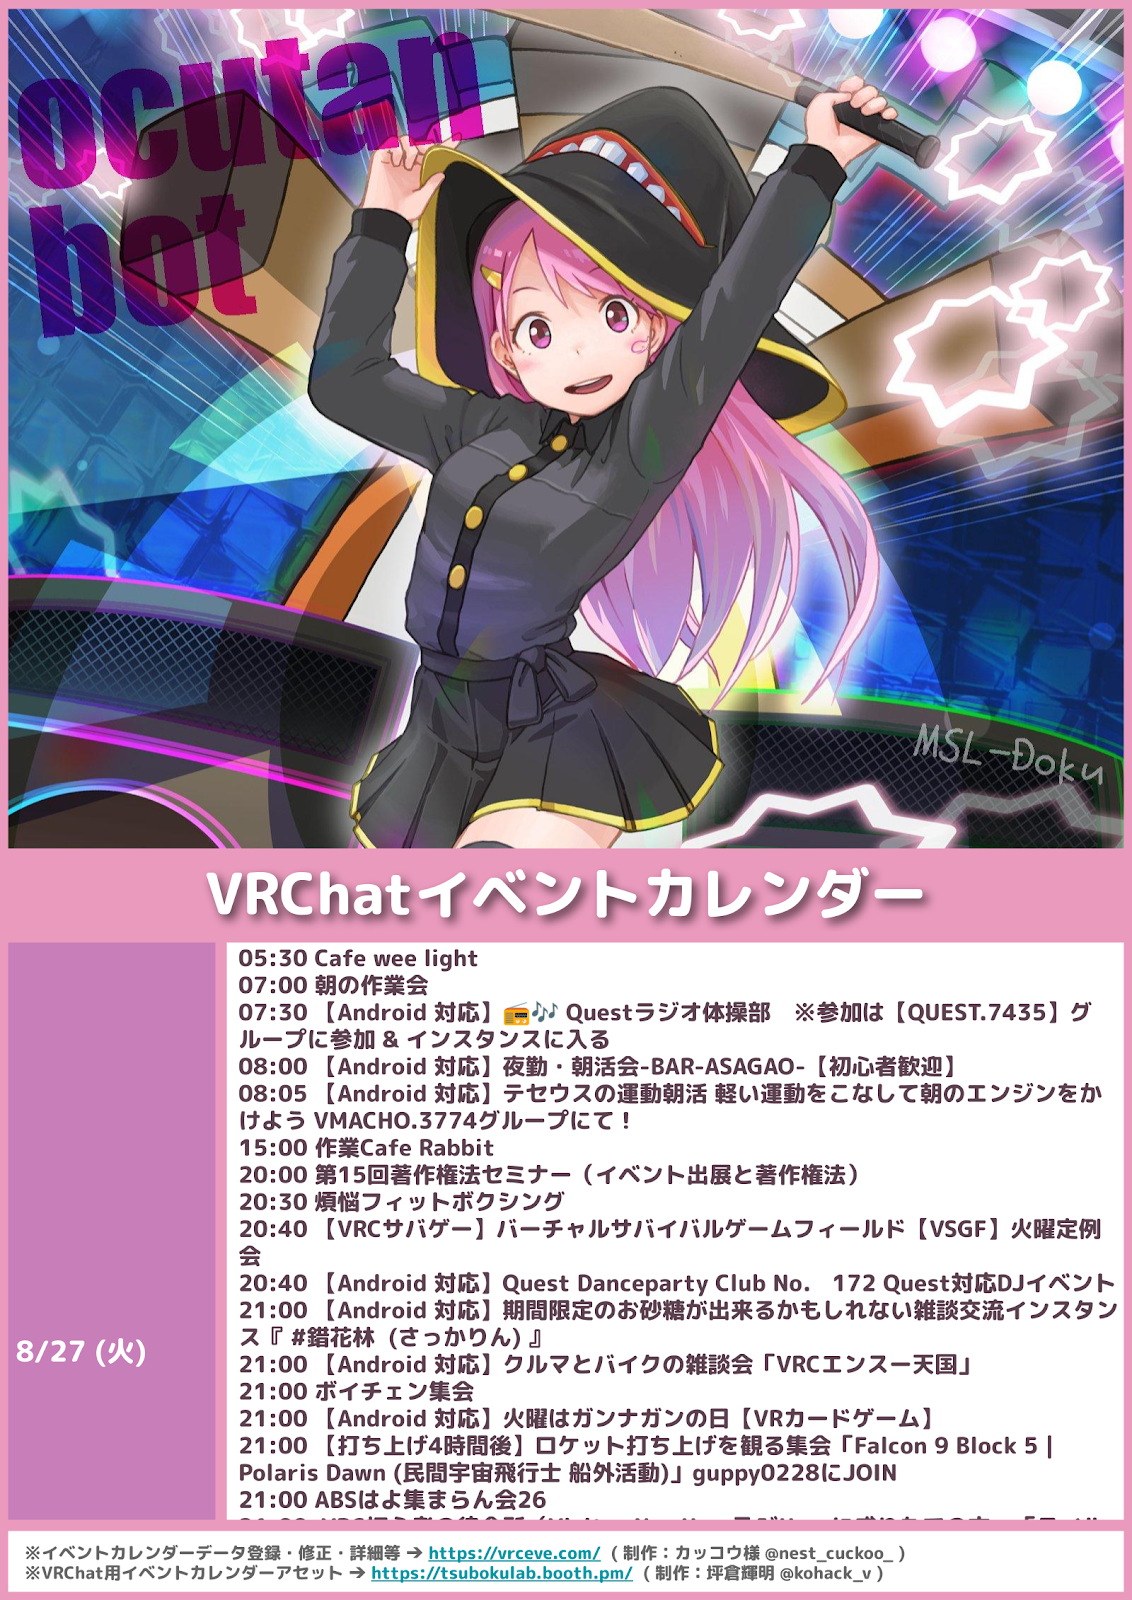 ocutan
bot
MSL-Doku
VRChatイベントカレンダー
8/27 (火)
05:30 Cafe wee light
07:00 朝の作業会
07:30 【Android 対応】📻🎶 Questラジオ体操部　※参加は【QUEST.7435】グ
ループに参加 & インスタンスに入る
08:00 【Android 対応】夜勤・朝活会-BAR-ASAGAO-【初心者歓迎】
08:05 【Android 対応】テセウスの運動朝活 軽い運動をこなして朝のエンジンをか
けよう VMACHO.3774グループにて！
15:00 作業Cafe Rabbit
20:00 第15回著作権法セミナー（イベント出展と著作権法）
20:30 煩悩フィットボクシング
20:40 【VRCサバゲー】バーチャルサバイバルゲームフィールド【VSGF】火曜定例
会
20:40 【Android 対応】Quest Danceparty Club No.　172 Quest対応DJイベント
21:00 【Android 対応】期間限定のお砂糖が出来るかもしれない雑談交流インスタン
ス『 #錯花林（さっかりん) 』
21:00 【Android 対応】クルマとバイクの雑談会「VRCエンスー天国」
21:00 ボイチェン集会
21:00 【Android 対応】火曜はガンナガンの日【VRカードゲーム】
21:00 【打ち上げ4時間後】ロケット打ち上げを観る集会「Falcon 9 Block 5 |
Polaris Dawn (民間宇宙飛行士 船外活動)」guppy0228にJOIN
21:00 ABSはよ集まらん会26
※イベントカレンダーデータ登録・修正・詳細等 ➔ https://vrceve.com/（ 制作：カッコウ様 @nest_cuckoo_ ）
※VRChat用イベントカレンダーアセット ➔ https://tsubokulab.booth.pm/（ 制作：坪倉輝明 @kohack_v ）